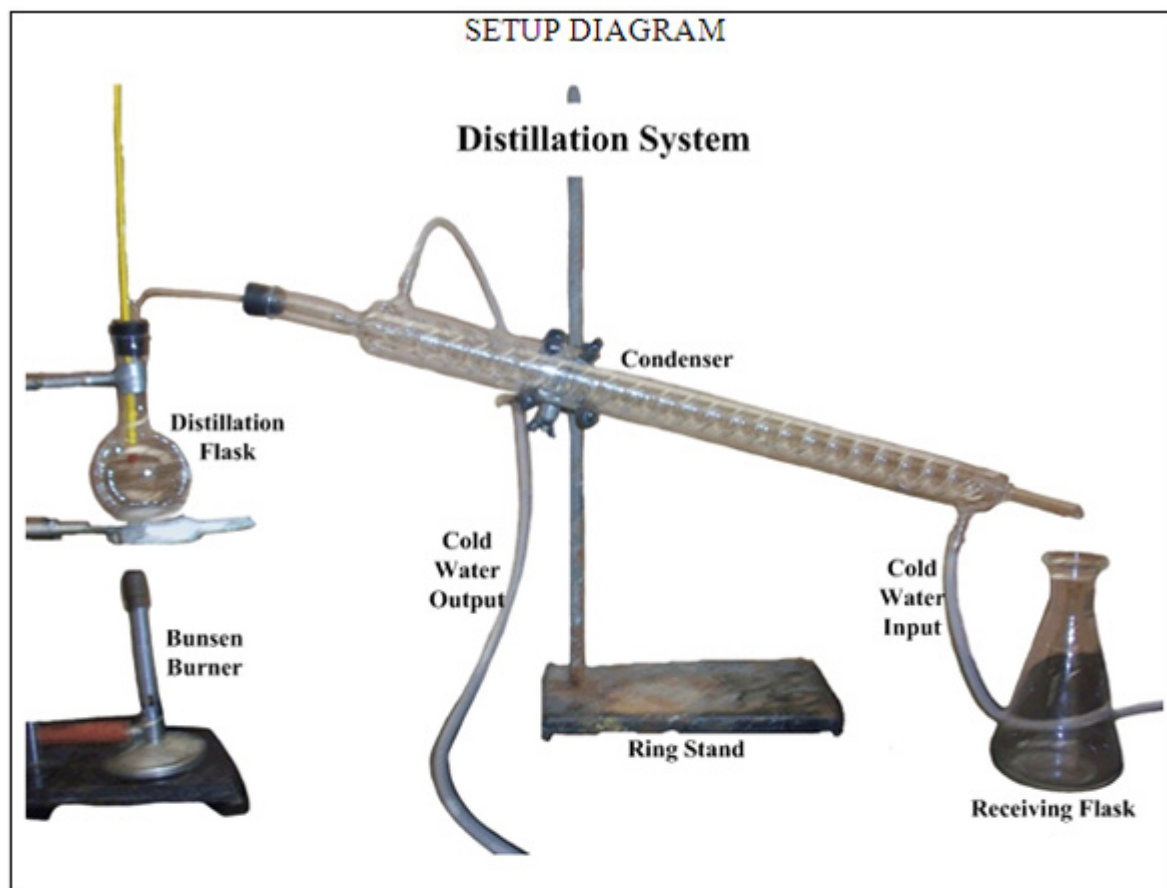 SETUP DIAGRAM
Distillation System
Condenser
Distillation
Flask
Cold
Water
Output
Cold
Water
Input
Bunsen
Burner
Ring Stand
Receiving Flask